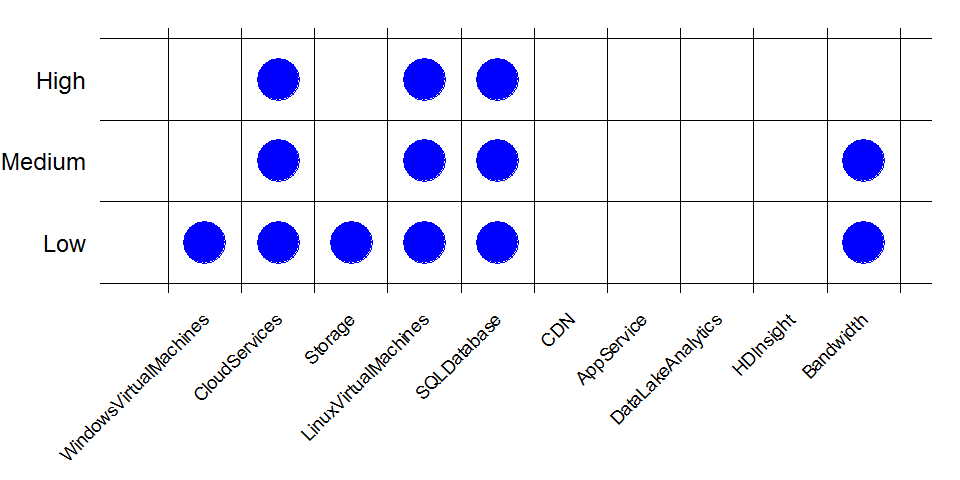 High
Medium
Low
WindowsVirtualMachines
CloudServices
Storage
LinuxVirtualMachines
SQLDatabase
CDN
AppService
DataLakeAnalytics
HDInsight
Bandwidth